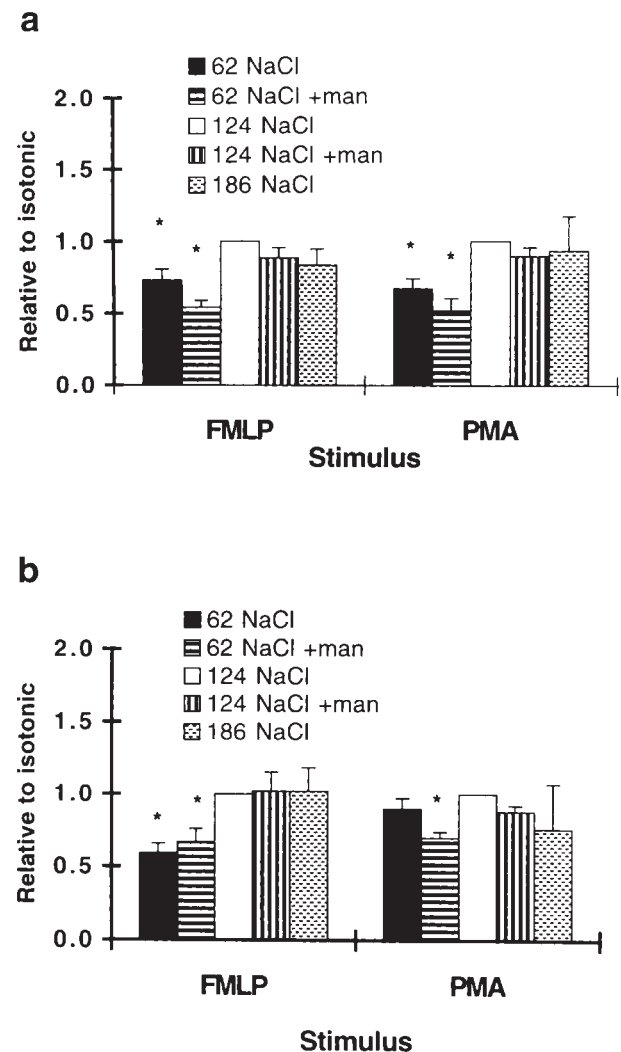 a
62 NaCl
62 NaCl +man
124 NaCl
124 NaCl +man
186 NaCl
Relative to isotonic
2.0
1.5
1.0
0.5
0.0
* * * *
FMLP PMA
Stimulus
b
62 NaCl
62 NaCl +man
124 NaCl
124 NaCl +man
186 NaCl
Relative to isotonic
2.0
1.5
1.0
0.5
0.0
* * *
FMLP PMA
Stimulus